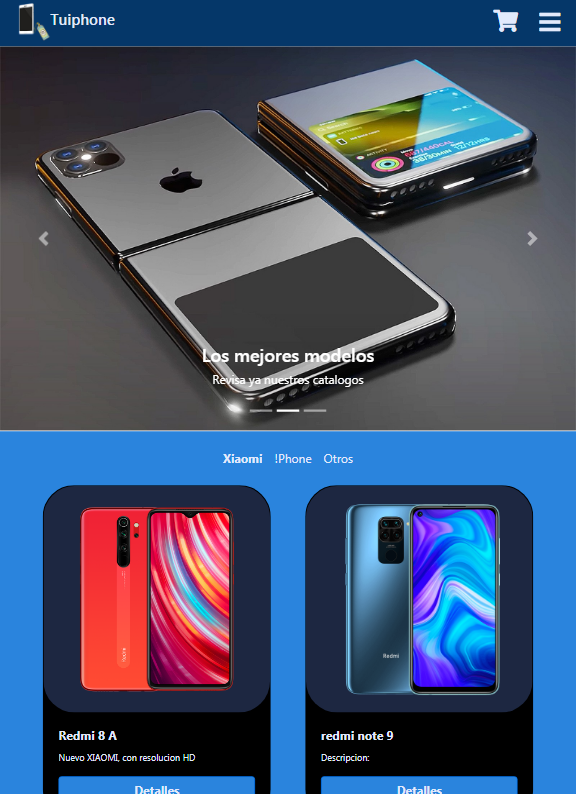 Tuiphone
Los mejores modelos
Revisa ya nuestros catalogos
Xiaomi
!Phone
Otros
Redmi
Redmi 8 A
Nuevo XIAOMI, con resolucion HD
Detalles
redmi note 9
Descripcion:
Detalles